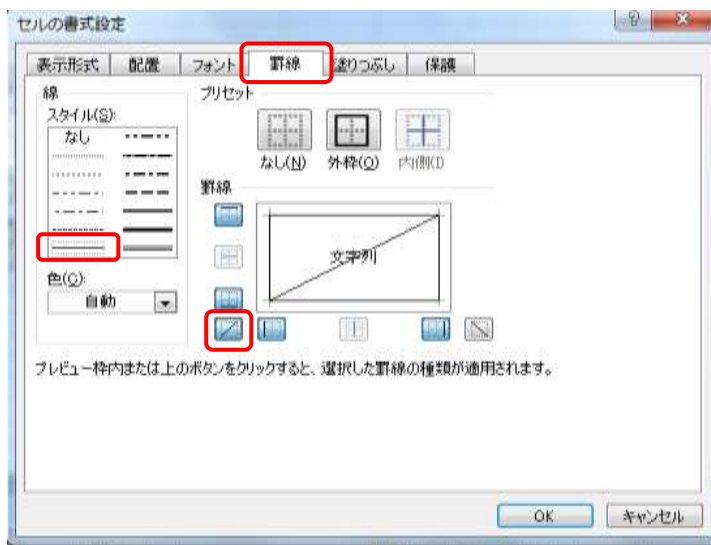 セルの書式設定
表示形式 配置 フォント 罫線 塗りつぶし 保護
線
スタイル(S):
なし
色(C):
自動
プリセット
なし(N) 外枠(O) 内側(I)
罫線
文字列
プレビュー枠内または上のボタンをクリックすると、選択した罫線の種類が適用されます。
OK キャンセル